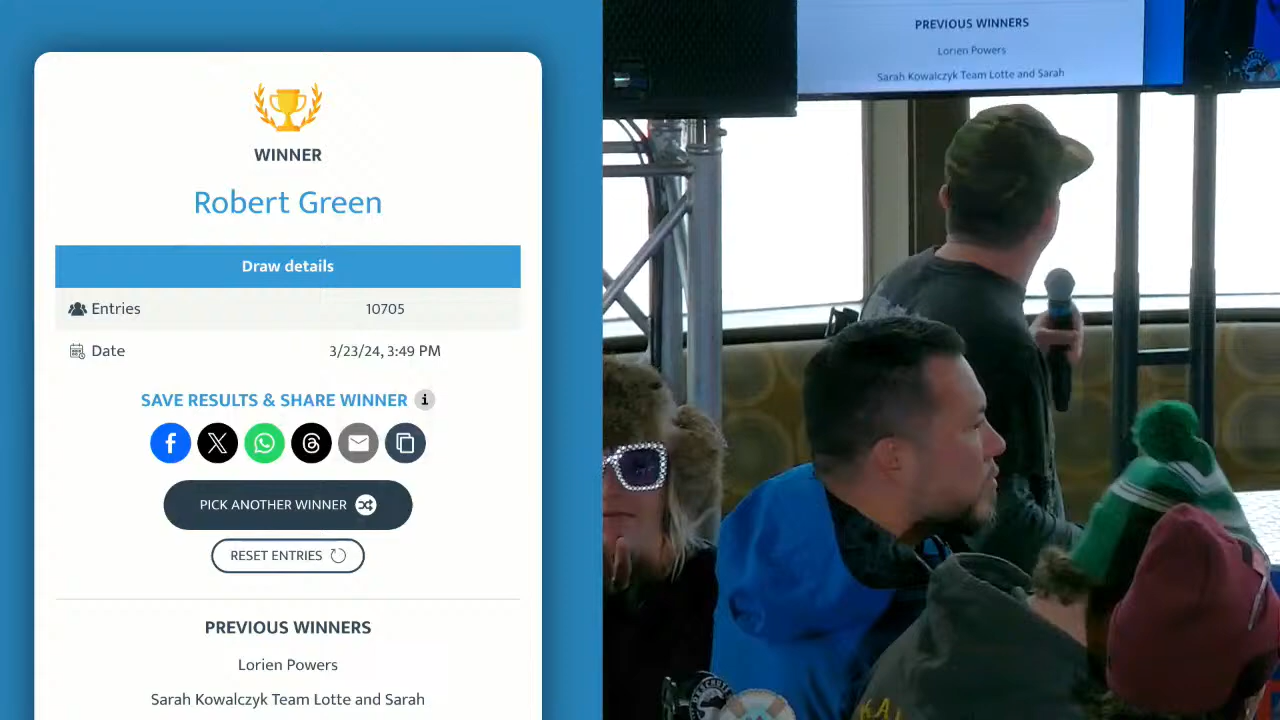 WINNER
Robert Green
Draw details
Entries 10705
Date 3/23/24, 3:49 PM
SAVE RESULTS & SHARE WINNER
PICK ANOTHER WINNER
RESET ENTRIES
PREVIOUS WINNERS
Lorien Powers
Sarah Kowalczyk Team Lotte and Sarah
PREVIOUS WINNERS
Lorien Powers
Sarah Kowalczyk Team Lotte and Sarah